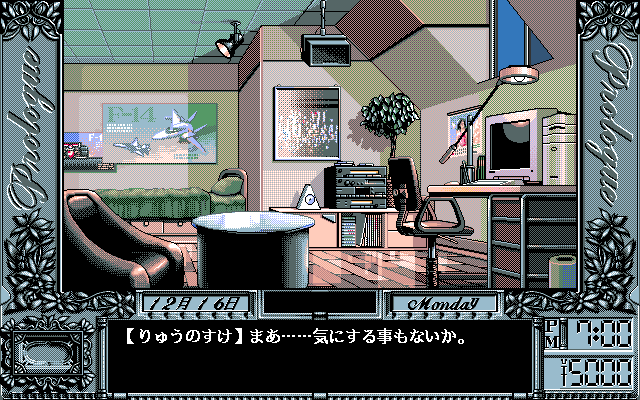 Prologue
Prologue
F-14
12月16日
Monday
【りゅうのすけ】まあ……気にする事もないか。
PM 7:00
¥5000